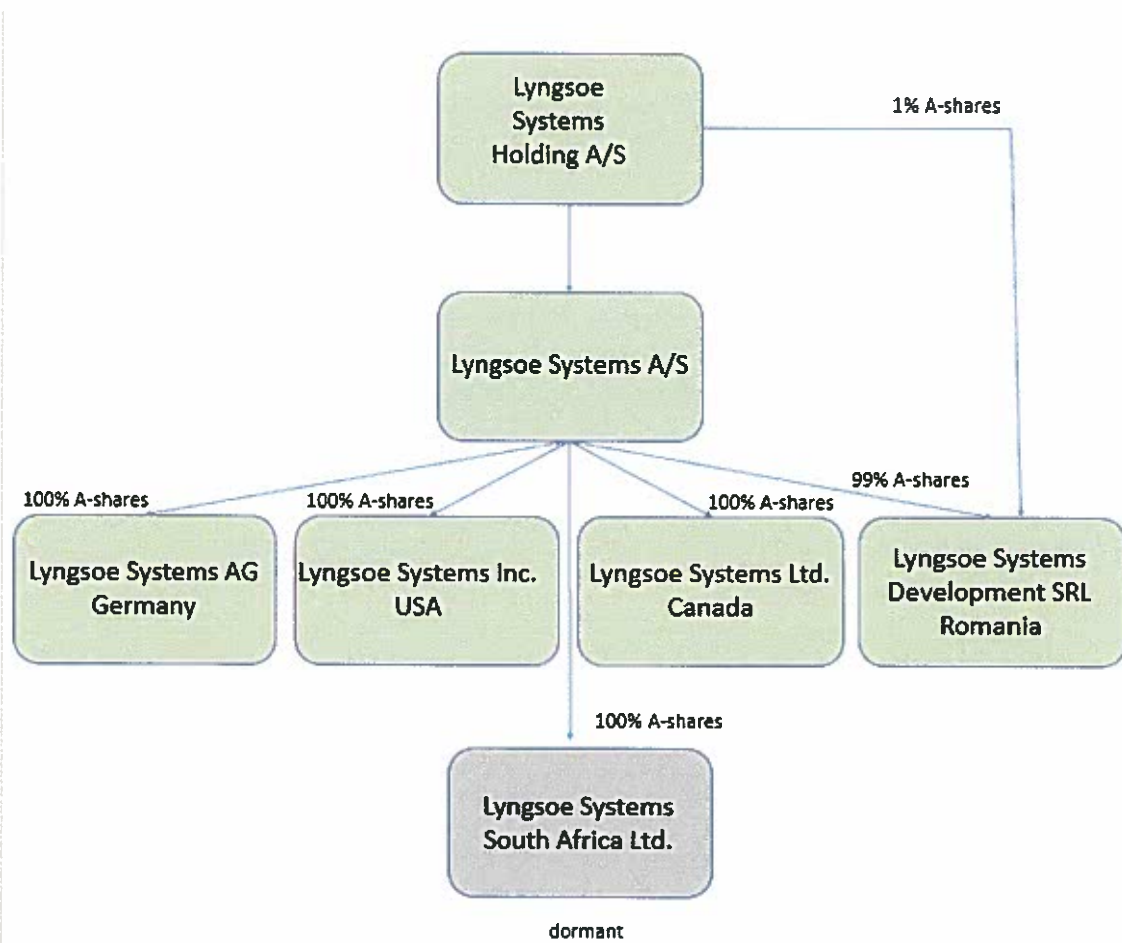 Lyngsoe
Systems
Holding A/S
1% A-shares
Lyngsoe Systems A/S
100% A-shares
100% A-shares
100% A-shares
99% A-shares
Lyngsoe Systems AG
Germany
Lyngsoe Systems Inc.
USA
Lyngsoe Systems Ltd.
Canada
Lyngsoe Systems
Development SRL
Romania
100% A-shares
Lyngsoe Systems
South Africa Ltd.
dormant